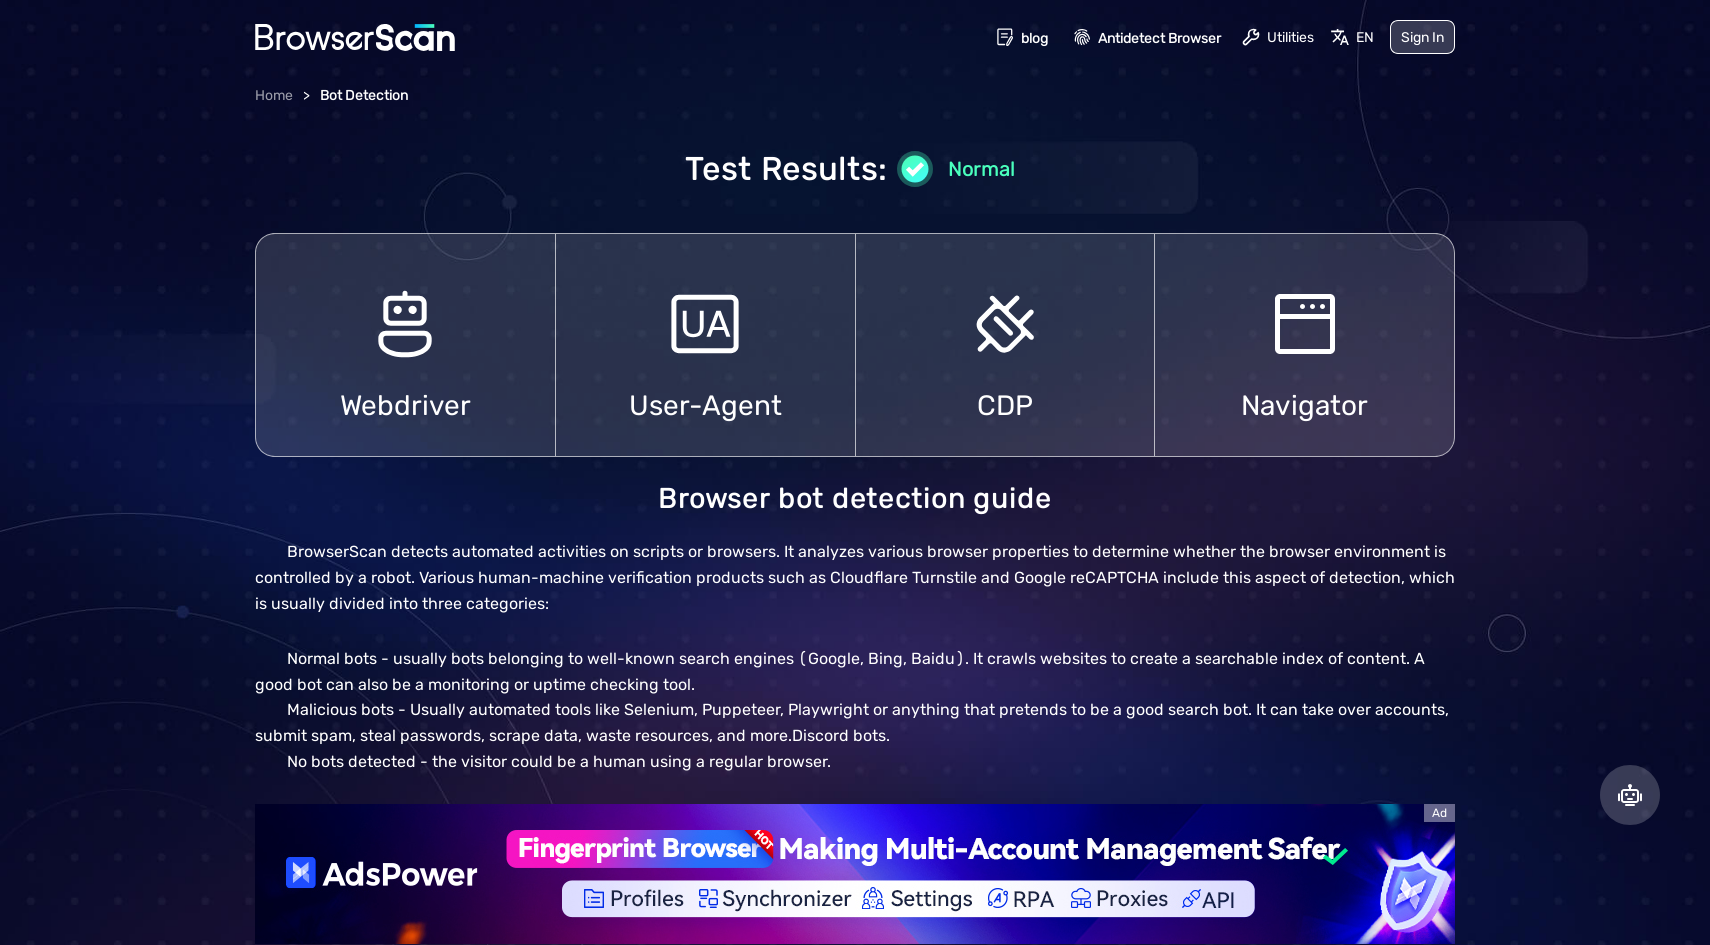 BrowserScan
blog
Antidetect Browser
Utilities
EN
Sign In
Home > Bot Detection
Test Results: Normal
UA
Webdriver
User-Agent
CDP
Navigator
Browser bot detection guide
BrowserScan detects automated activities on scripts or browsers. It analyzes various browser properties to determine whether the browser environment is
controlled by a robot. Various human-machine verification products such as Cloudflare Turnstile and Google reCAPTCHA include this aspect of detection, which
is usually divided into three categories:
Normal bots - usually bots belonging to well-known search engines (Google, Bing, Baidu). It crawls websites to create a searchable index of content. A
good bot can also be a monitoring or uptime checking tool.
Malicious bots - Usually automated tools like Selenium, Puppeteer, Playwright or anything that pretends to be a good search bot. It can take over accounts,
submit spam, steal passwords, scrape data, waste resources, and more.Discord bots.
No bots detected - the visitor could be a human using a regular browser.
Ad
AdsPower
Fingerprint Browser HOT Making Multi-Account Management Safer
Profiles Synchronizer Settings RPA Proxies API